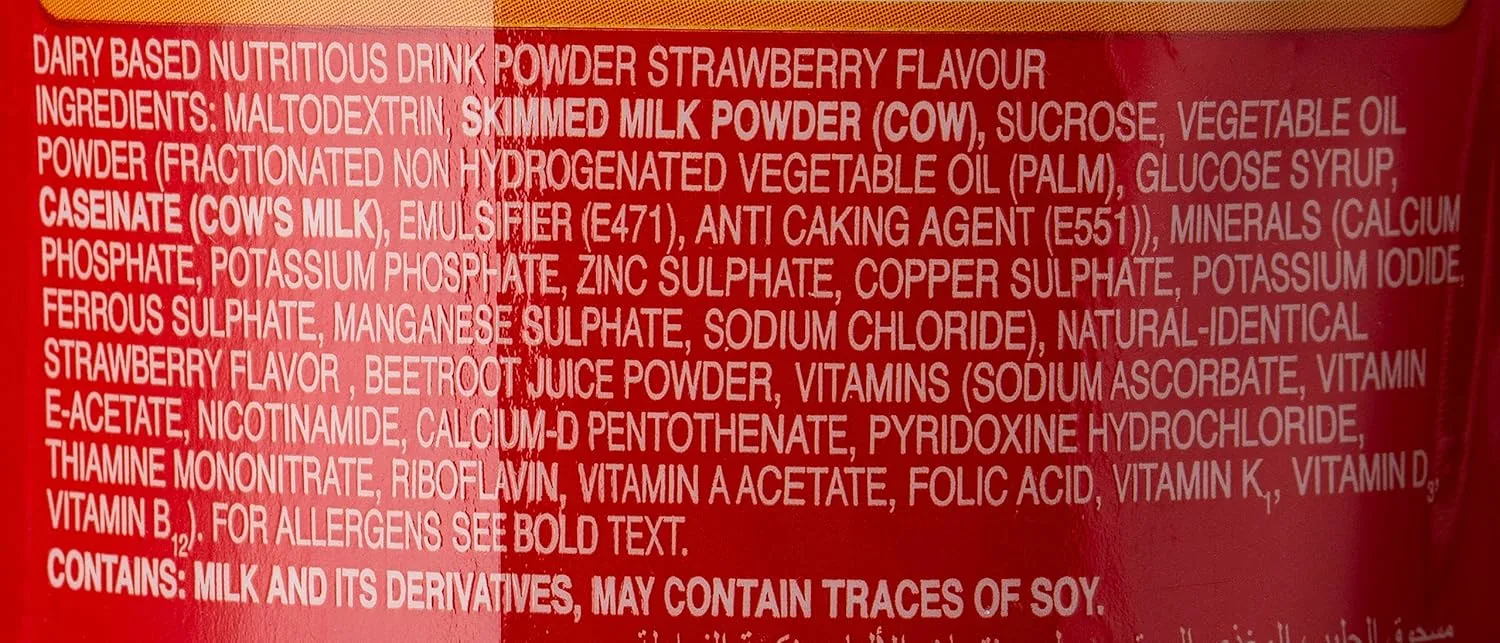 DAIRY BASED NUTRITIOUS DRINK POWDER STRAWBERRY FLAVOUR
INGREDIENTS: MALTODEXTRIN, SKIMMED MILK POWDER (COW), SUCROSE, VEGETABLE OIL
POWDER (FRACTIONATED NON HYDROGENATED VEGETABLE OIL (PALM), GLUCOSE SYRUP,
CASEINATE (COW'S MILK), EMULSIFIER (E471), ANTI CAKING AGENT (E551)), MINERALS (CALCIUM
PHOSPHATE, POTASSIUM PHOSPHATE, ZINC SULPHATE, COPPER SULPHATE, POTASSIUM IODIDE,
FERROUS SULPHATE, MANGANESE SULPHATE, SODIUM CHLORIDE), NATURAL-IDENTICAL
STRAWBERRY FLAVOR , BEETROOT JUICE POWDER, VITAMINS (SODIUM ASCORBATE, VITAMIN
E-ACETATE, NICOTINAMIDE, CALCIUM-D PENTOTHENATE, PYRIDOXINE HYDROCHLORIDE,
THIAMINE MONONITRATE, RIBOFLAVIN, VITAMIN A ACETATE, FOLIC ACID, VITAMIN K₁, VITAMIN D₃,
VITAMIN B₁₂). FOR ALLERGENS SEE BOLD TEXT.
CONTAINS: MILK AND ITS DERIVATIVES, MAY CONTAIN TRACES OF SOY.